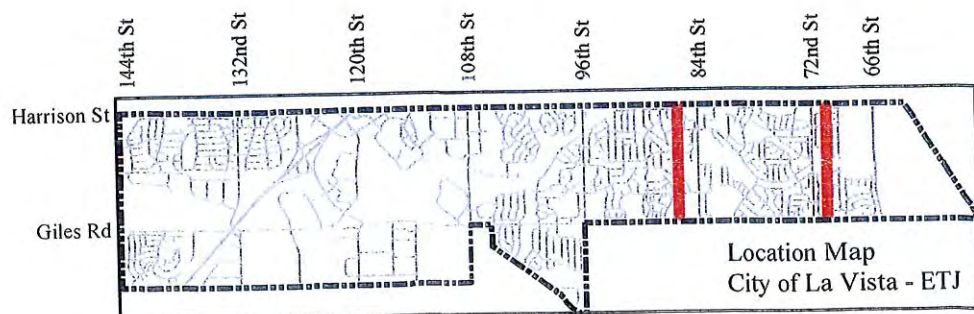 144th St
132nd St
120th St
108th St
96th St
84th St
72nd St
66th St
Harrison St
Giles Rd
Location Map
City of La Vista - ETJ